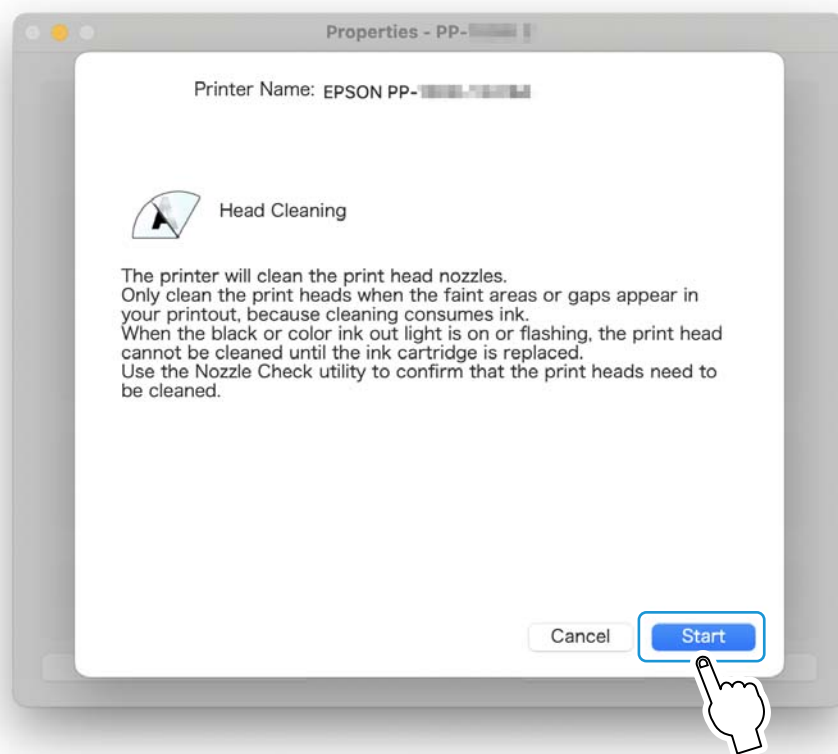 Properties - PP-
Printer Name: EPSON PP-
Head Cleaning
The printer will clean the print head nozzles.
Only clean the print heads when the faint areas or gaps appear in
your printout, because cleaning consumes ink.
When the black or color ink out light is on or flashing, the print head
cannot be cleaned until the ink cartridge is replaced.
Use the Nozzle Check utility to confirm that the print heads need to
be cleaned.
Cancel Start